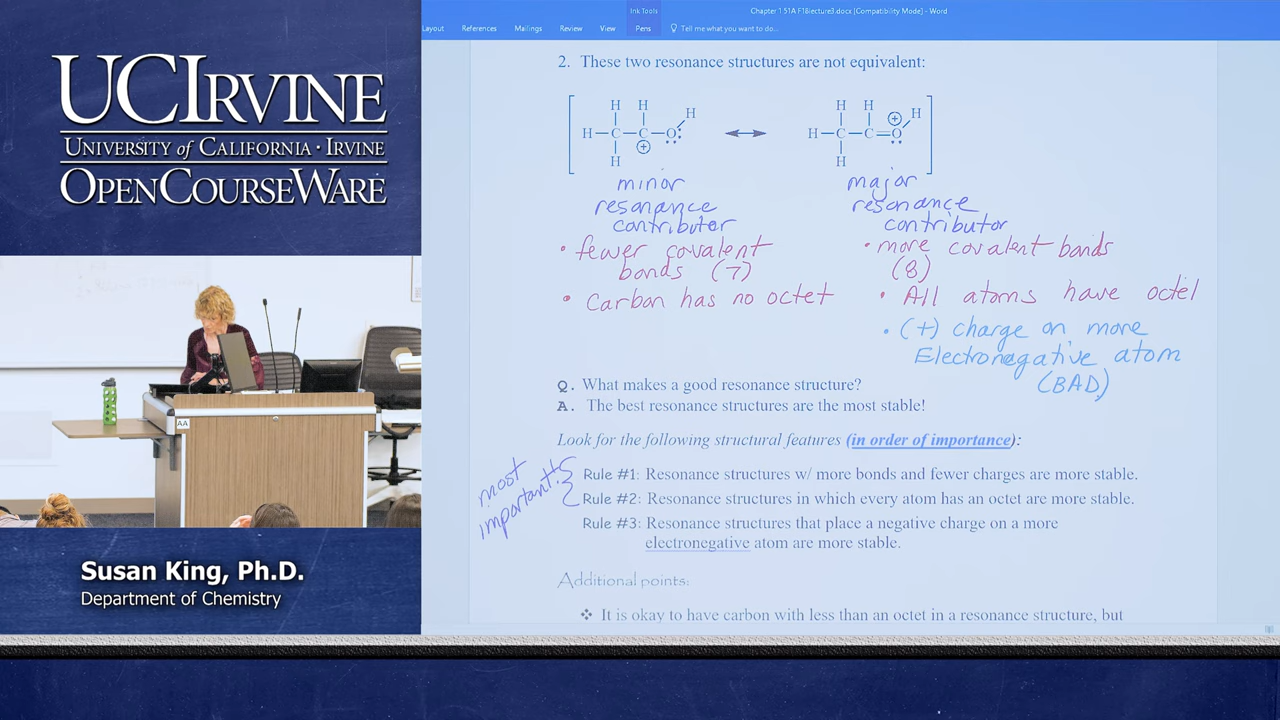 UCIRVINE
UNIVERSITY of CALIFORNIA · IRVINE
OPENCOURSEWARE
AA
Susan King, Ph.D.
Department of Chemistry
Ink Tools
Chapter 1 51A F18lecture3.docx [Compatibility Mode] - Word
Layout References Mailings Review View Pens Tell me what you want to do...
2. These two resonance structures are not equivalent:
H H H
H C C O
H +
H H + H
H C C O
H
minor
resonance
contributor
• fewer covalent
bonds (7)
• Carbon has no octet
major
resonance
contributor
• more covalent bonds
(8)
• All atoms have octet
• (+) charge on more
Electronegative atom
(BAD)
Q. What makes a good resonance structure?
A. The best resonance structures are the most stable!
Look for the following structural features (in order of importance):
most
important!
Rule #1: Resonance structures w/ more bonds and fewer charges are more stable.
Rule #2: Resonance structures in which every atom has an octet are more stable.
Rule #3: Resonance structures that place a negative charge on a more
electronegative atom are more stable.
Additional points:
❖ It is okay to have carbon with less than an octet in a resonance structure, but